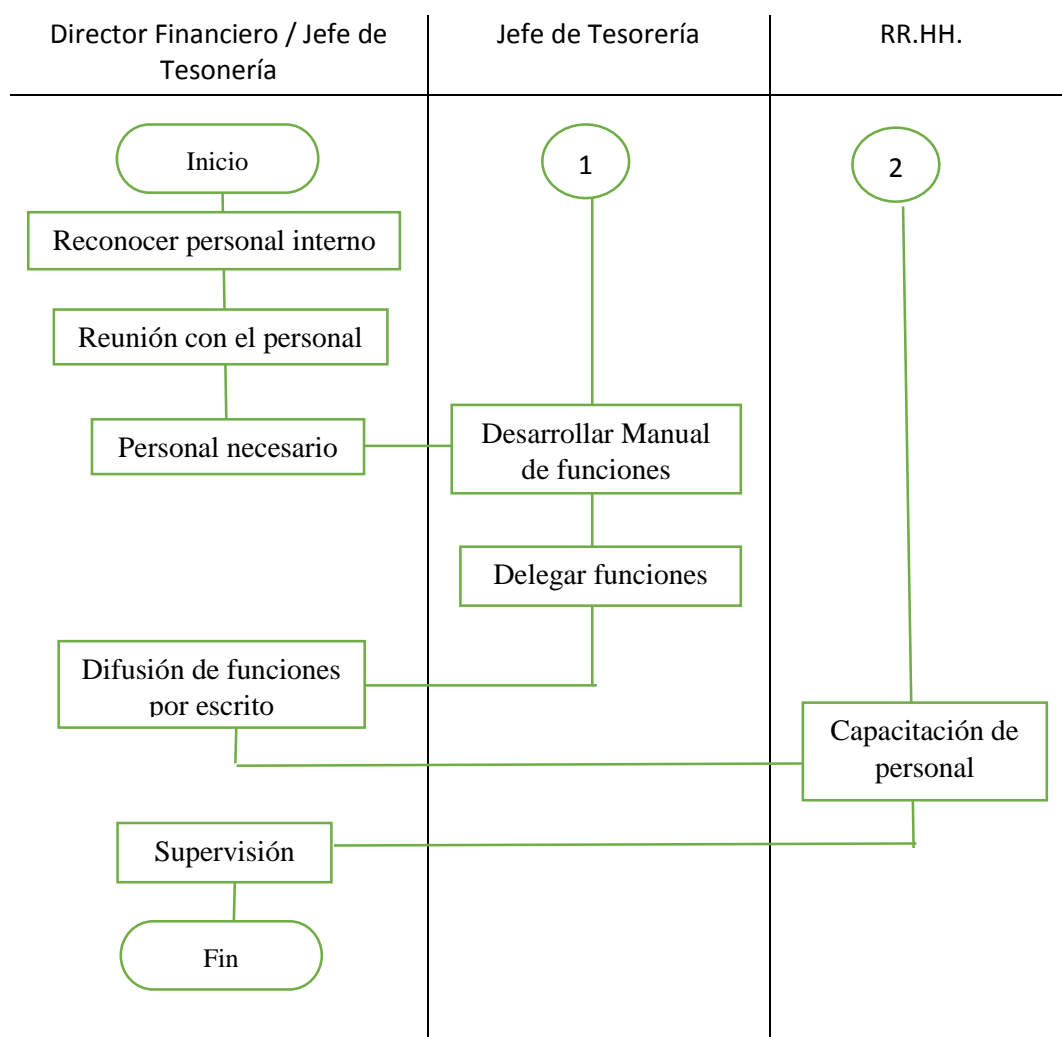 Director Financiero / Jefe de
Tesonería
Jefe de Tesorería
RR.HH.
Inicio
1
2
Reconocer personal interno
Reunión con el personal
Personal necesario
Desarrollar Manual
de funciones
Delegar funciones
Difusión de funciones
por escrito
Capacitación de
personal
Supervisión
Fin